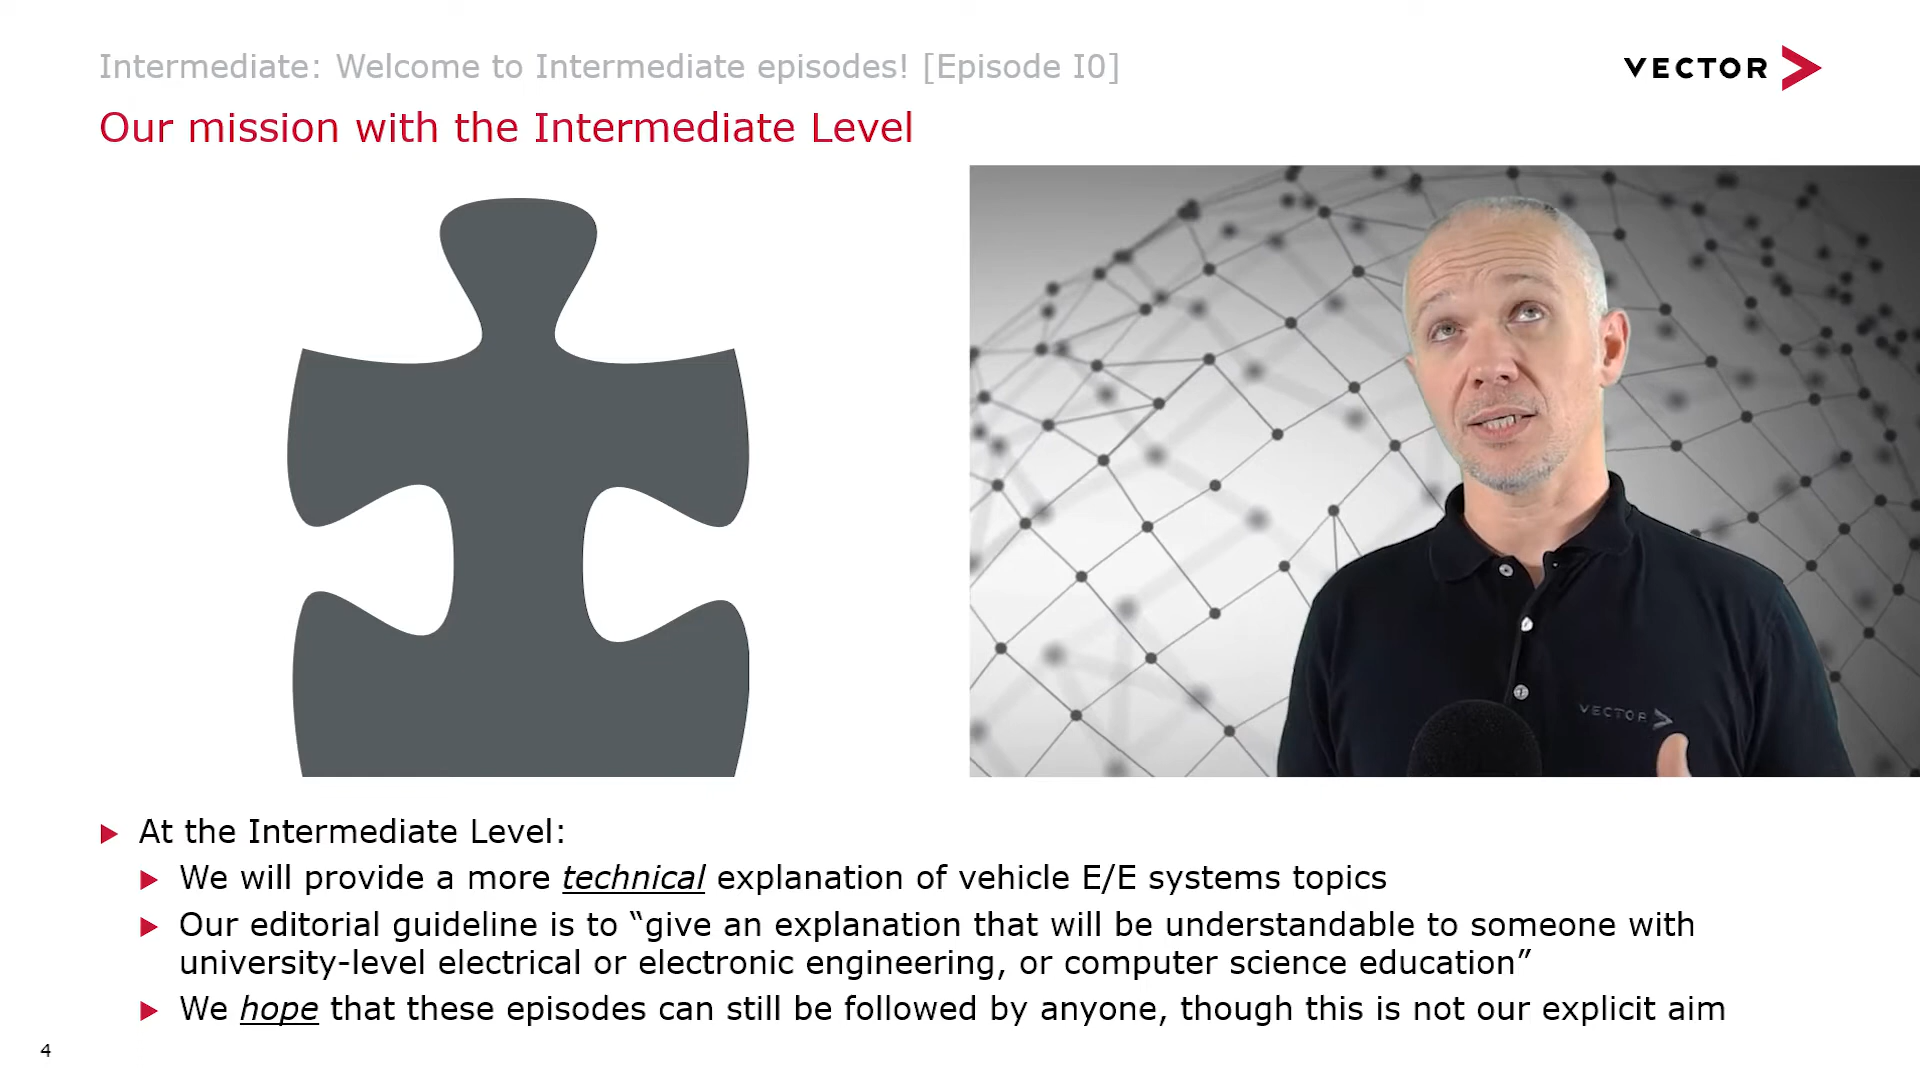 Intermediate: Welcome to Intermediate episodes! [Episode I0]
VECTOR
Our mission with the Intermediate Level
VECTOR
At the Intermediate Level:
We will provide a more technical explanation of vehicle E/E systems topics
Our editorial guideline is to “give an explanation that will be understandable to someone with
university-level electrical or electronic engineering, or computer science education”
We hope that these episodes can still be followed by anyone, though this is not our explicit aim
4